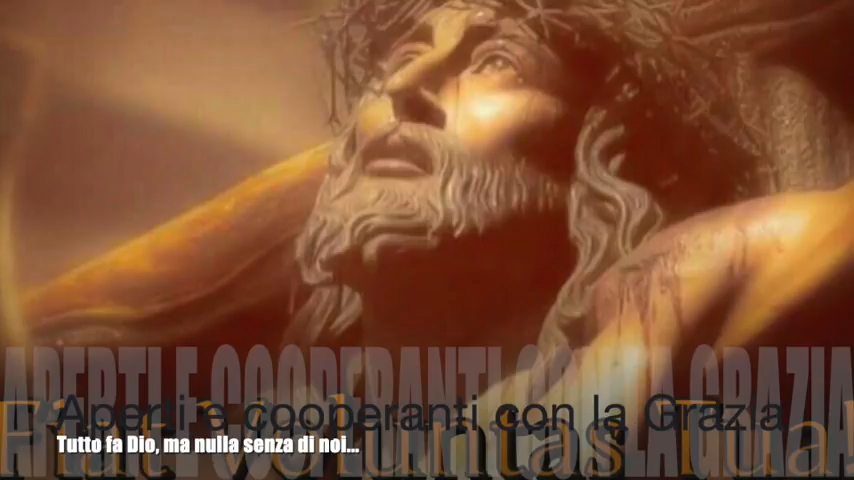 APERTI E COOPERANTI CON LA GRAZIA
Aperti e cooperanti con la Grazia
Fiat Voluntas Tua!
Tutto fa Dio, ma nulla senza di noi...